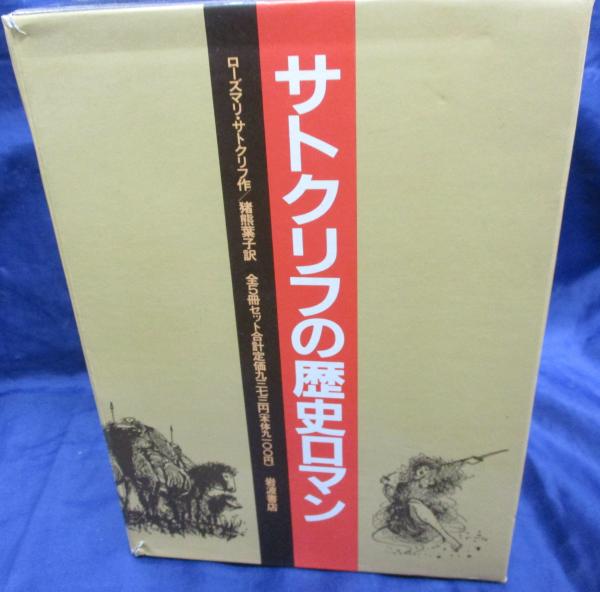 サトクリフの歴史ロマン
ローズマリ・サトクリフ作/猪熊葉子訳 全5冊セット合計定価九三七三円(本体九一〇〇円) 岩波書店